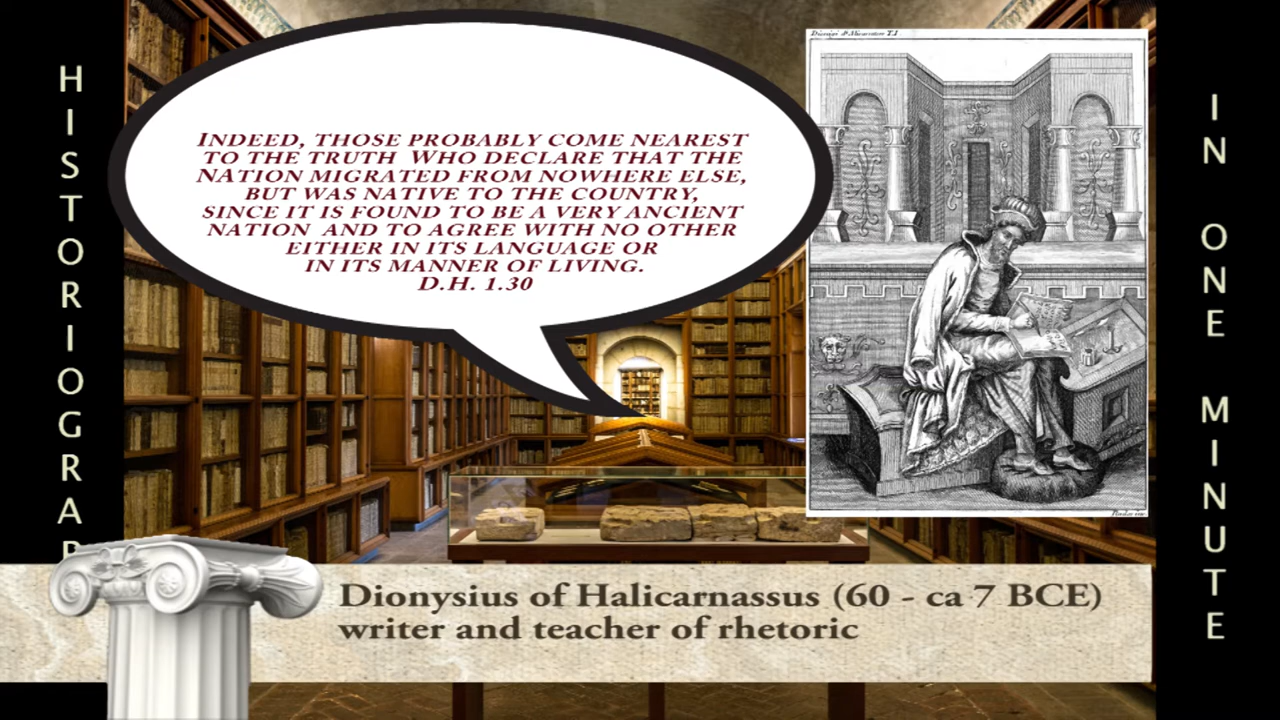 HISTORIOGRAP
INDEED, THOSE PROBABLY COME NEAREST
TO THE TRUTH WHO DECLARE THAT THE
NATION MIGRATED FROM NOWHERE ELSE,
BUT WAS NATIVE TO THE COUNTRY,
SINCE IT IS FOUND TO BE A VERY ANCIENT
NATION AND TO AGREE WITH NO OTHER
EITHER IN ITS LANGUAGE OR
IN ITS MANNER OF LIVING.
D.H. 1.30
IN ONE MINUTE
Dionysius of Halicarnassus (60 - ca 7 BCE)
writer and teacher of rhetoric